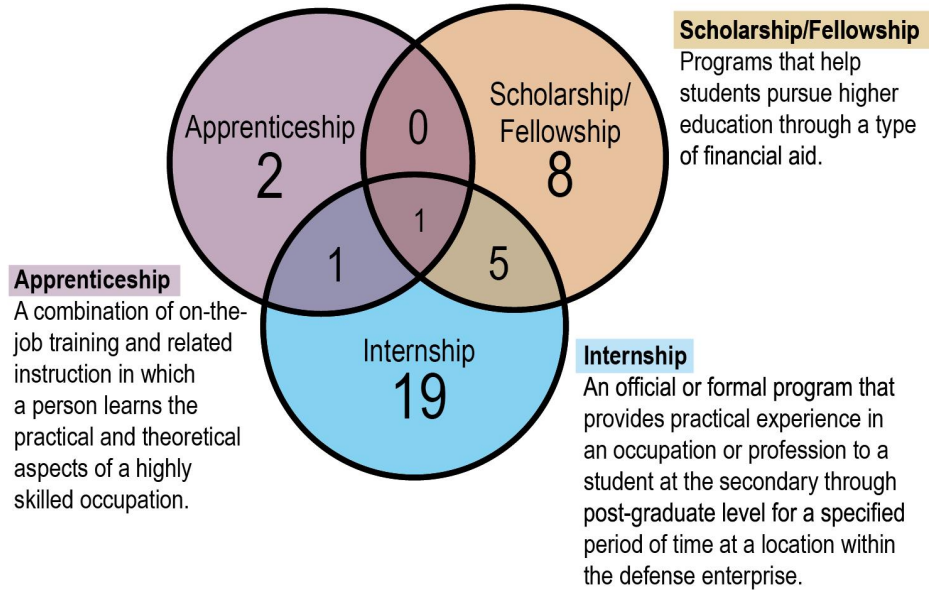 Scholarship/Fellowship
Programs that help
students pursue higher
education through a type
of financial aid.
Apprenticeship
2
0
Scholarship/
Fellowship
8
1
1
5
Internship
19
Apprenticeship
A combination of on-the-
job training and related
instruction in which
a person learns the
practical and theoretical
aspects of a highly
skilled occupation.
Internship
An official or formal program that
provides practical experience in
an occupation or profession to a
student at the secondary through
post-graduate level for a specified
period of time at a location within
the defense enterprise.